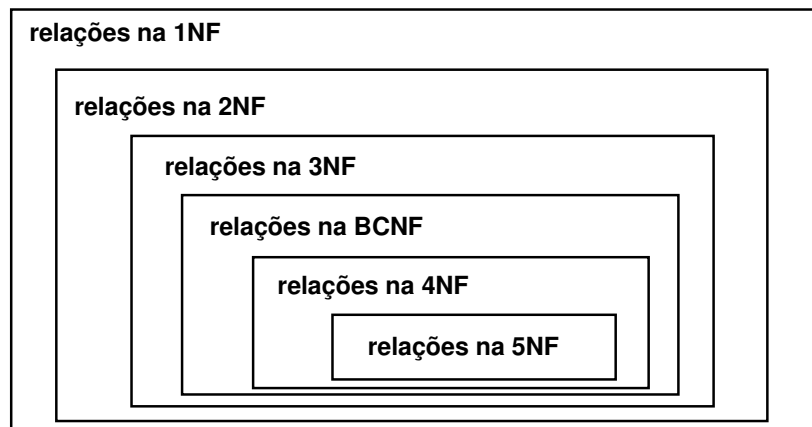 relações na 1NF
relações na 2NF
relações na 3NF
relações na BCNF
relações na 4NF
relações na 5NF